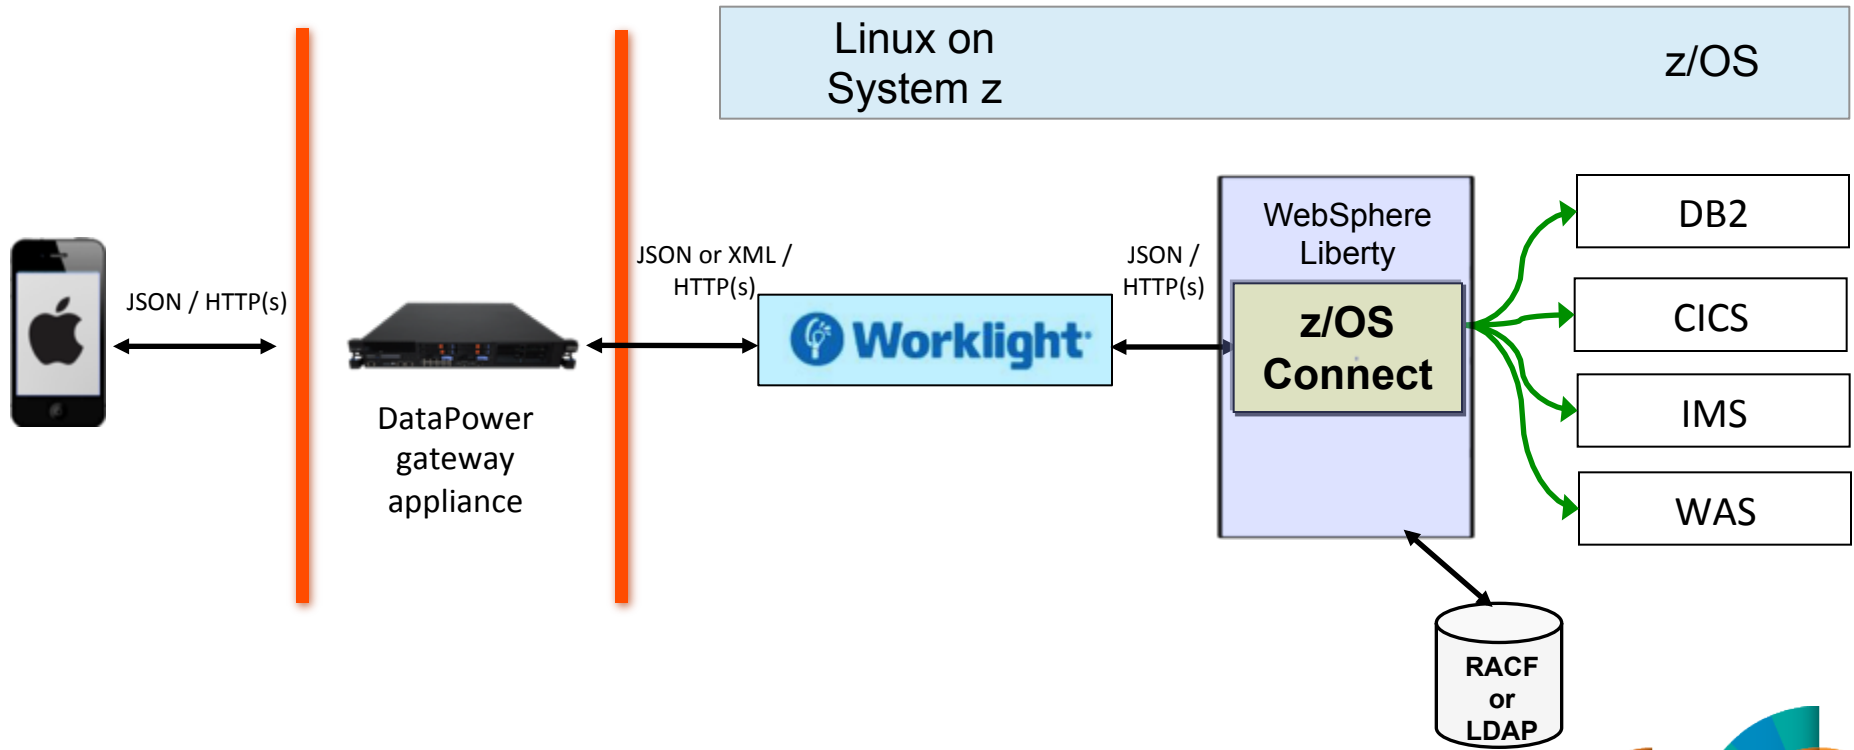 Linux on
System z
z/OS
JSON / HTTP(s)
DataPower
gateway
appliance
JSON or XML /
HTTP(s)
Worklight
JSON /
HTTP(s)
WebSphere
Liberty
z/OS
Connect
DB2
CICS
IMS
WAS
RACF
or
LDAP